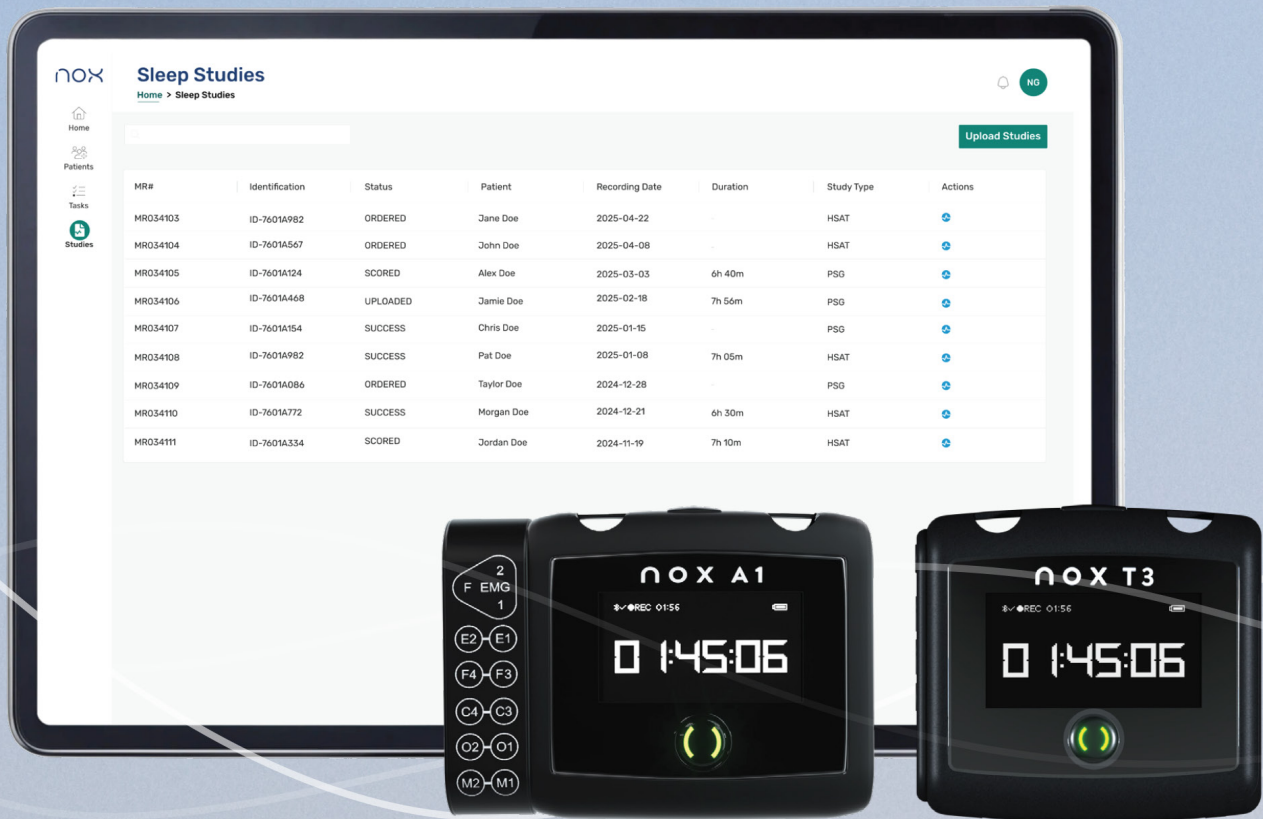 nox
Sleep Studies
Home > Sleep Studies
NG
Home
Patients
Tasks
Studies
Upload Studies
MR# Identification Status Patient Recording Date Duration Study Type Actions
MR034103 ID-7601A982 ORDERED Jane Doe 2025-04-22 - HSAT
MR034104 ID-7601A567 ORDERED John Doe 2025-04-08 - HSAT
MR034105 ID-7601A124 SCORED Alex Doe 2025-03-03 6h 40m PSG
MR034106 ID-7601A468 UPLOADED Jamie Doe 2025-02-18 7h 56m PSG
MR034107 ID-7601A154 SUCCESS Chris Doe 2025-01-15 - PSG
MR034108 ID-7601A982 SUCCESS Pat Doe 2025-01-08 7h 05m HSAT
MR034109 ID-7601A086 ORDERED Taylor Doe 2024-12-28 - PSG
MR034110 ID-7601A772 SUCCESS Morgan Doe 2024-12-21 6h 30m HSAT
MR034111 ID-7601A334 SCORED Jordan Doe 2024-11-19 7h 10m HSAT
2
F EMG
1
E2-E1
F4-F3
C4-C3
O2-O1
M2-M1
nox A1
REC 01:56
01:45:06
nox T3
REC 01:56
01:45:06